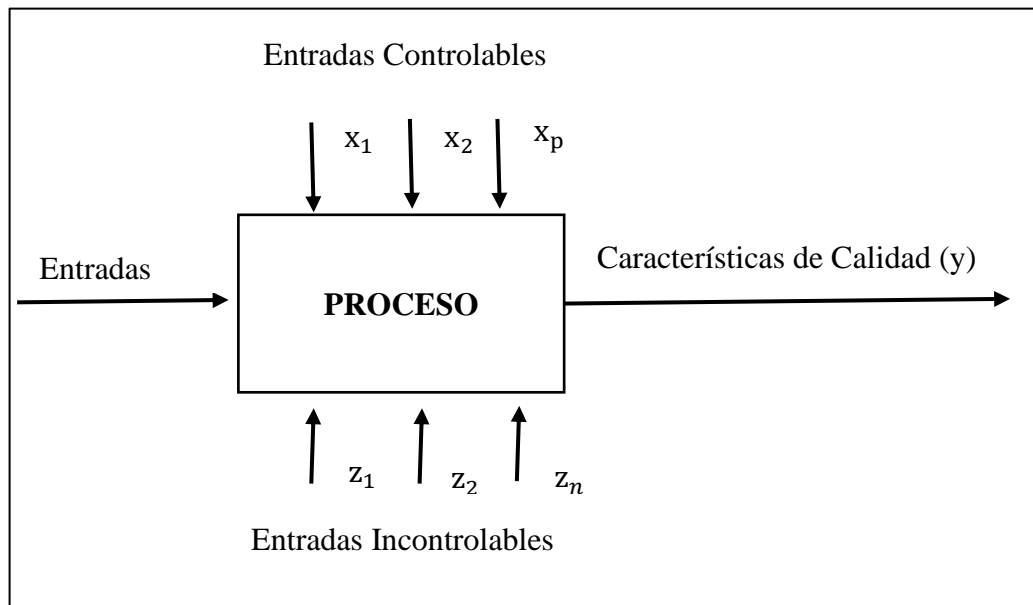 Entradas Controlables
x₁ x₂ xₚ
Entradas
Características de Calidad (y)
PROCESO
z₁ z₂ zₙ
Entradas Incontrolables